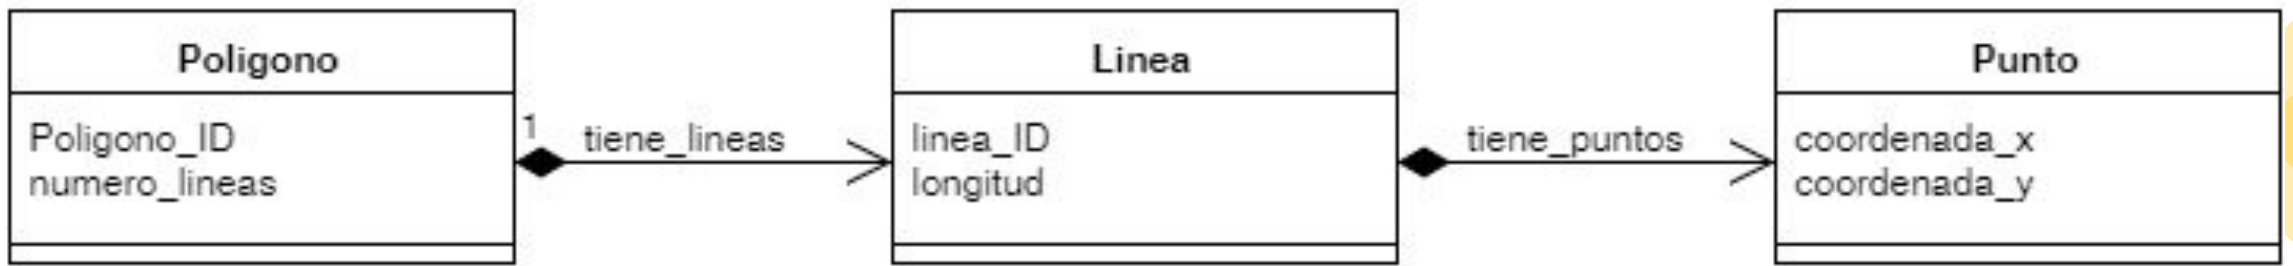 Poligono
Poligono_ID
numero_lineas
1
tiene_lineas
Linea
linea_ID
longitud
tiene_puntos
Punto
coordenada_x
coordenada_y